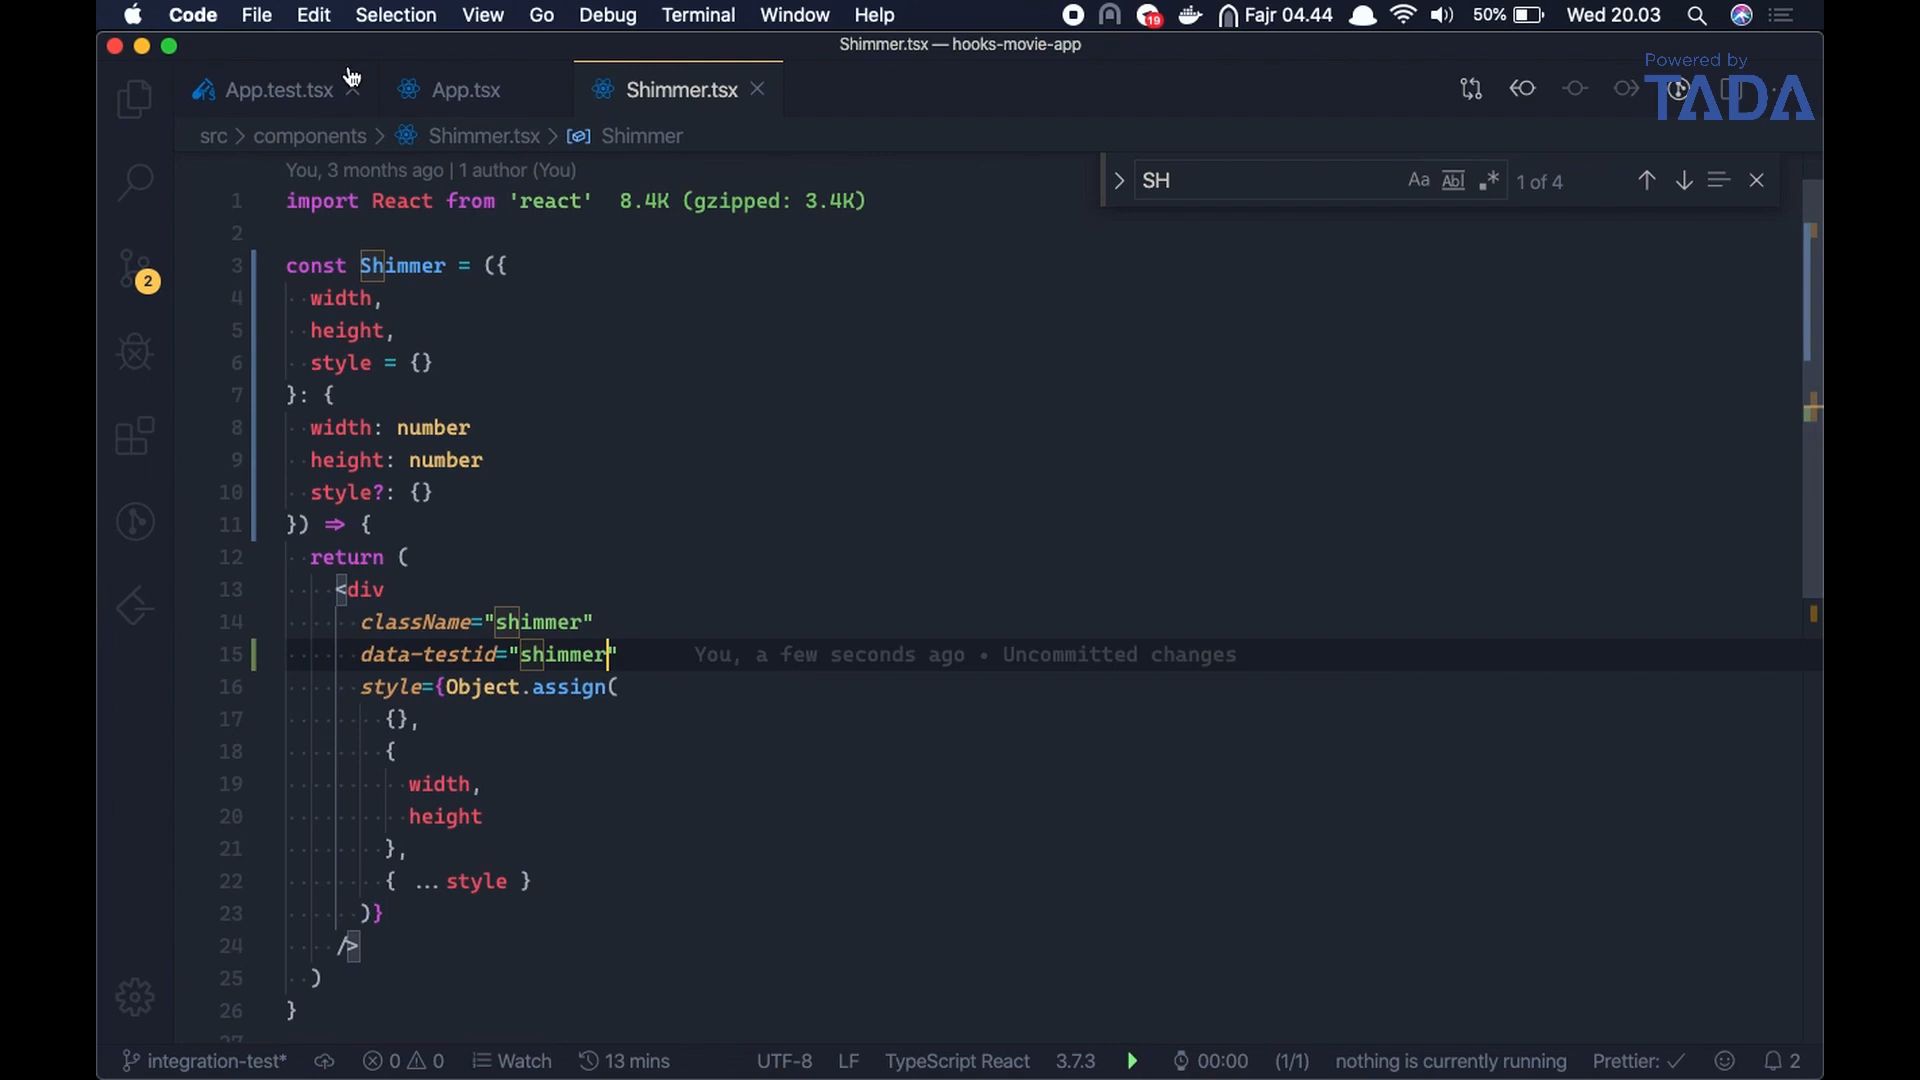 Code File Edit Selection View Go Debug Terminal Window Help 19 Fajr 04.44 50% Wed 20.03
Shimmer.tsx — hooks-movie-app
Powered by
TADA
App.test.tsx App.tsx Shimmer.tsx
src > components > Shimmer.tsx > Shimmer
You, 3 months ago | 1 author (You)
SH Aa Abl .* 1 of 4
1 import React from 'react' 8.4K (gzipped: 3.4K)
2
3 const Shimmer = ({
4 width,
5 height,
6 style = {}
7 }: {
8 width: number
9 height: number
10 style?: {}
11 }) => {
12 return (
13 <div
14 className="shimmer"
2
15 data-testid="shimmer" You, a few seconds ago • Uncommitted changes
16 style={Object.assign(
17 {},
18 {
19 width,
20 height
21 },
22 { ...style }
23 )}
24 />
25 )
26 }
integration-test* 0 0 Watch 13 mins UTF-8 LF TypeScript React 3.7.3 00:00 (1/1) nothing is currently running Prettier: ✓ 2